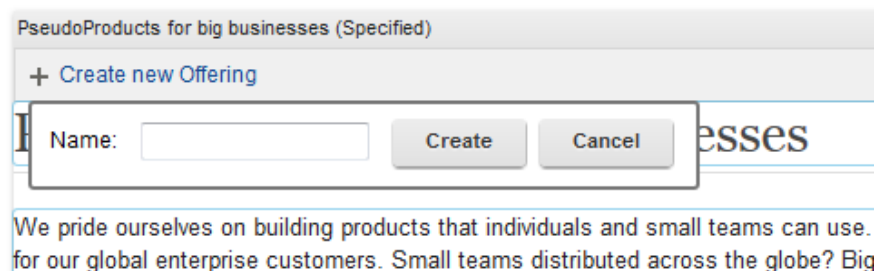 PseudoProducts for big businesses (Specified)
+ Create new Offering
Name: Create Cancel
We pride ourselves on building products that individuals and small teams can use.
for our global enterprise customers. Small teams distributed across the globe? Big